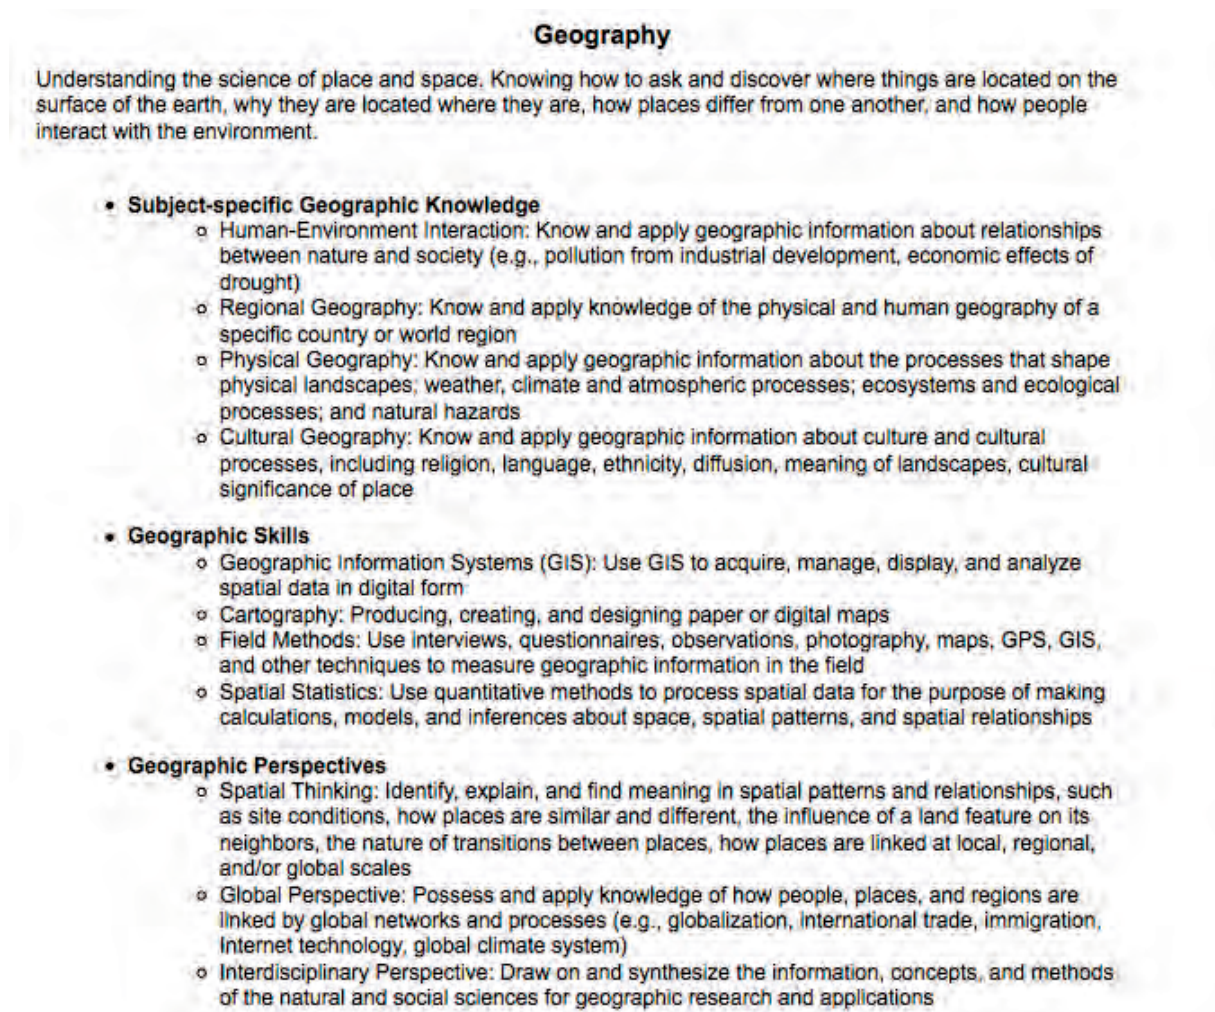 Geography
Understanding the science of place and space. Knowing how to ask and discover where things are located on the
surface of the earth, why they are located where they are, how places differ from one another, and how people
interact with the environment.
• Subject-specific Geographic Knowledge
o Human-Environment Interaction: Know and apply geographic information about relationships
between nature and society (e.g., pollution from industrial development, economic effects of
drought)
o Regional Geography: Know and apply knowledge of the physical and human geography of a
specific country or world region
o Physical Geography: Know and apply geographic information about the processes that shape
physical landscapes; weather, climate and atmospheric processes; ecosystems and ecological
processes; and natural hazards
o Cultural Geography: Know and apply geographic information about culture and cultural
processes, including religion, language, ethnicity, diffusion, meaning of landscapes, cultural
significance of place
• Geographic Skills
o Geographic Information Systems (GIS): Use GIS to acquire, manage, display, and analyze
spatial data in digital form
o Cartography: Producing, creating, and designing paper or digital maps
o Field Methods: Use interviews, questionnaires, observations, photography, maps, GPS, GIS,
and other techniques to measure geographic information in the field
o Spatial Statistics: Use quantitative methods to process spatial data for the purpose of making
calculations, models, and inferences about space, spatial patterns, and spatial relationships
• Geographic Perspectives
o Spatial Thinking: Identify, explain, and find meaning in spatial patterns and relationships, such
as site conditions, how places are similar and different, the influence of a land feature on its
neighbors, the nature of transitions between places, how places are linked at local, regional,
and/or global scales
o Global Perspective: Possess and apply knowledge of how people, places, and regions are
linked by global networks and processes (e.g., globalization, international trade, immigration,
Internet technology, global climate system)
o Interdisciplinary Perspective: Draw on and synthesize the information, concepts, and methods
of the natural and social sciences for geographic research and applications